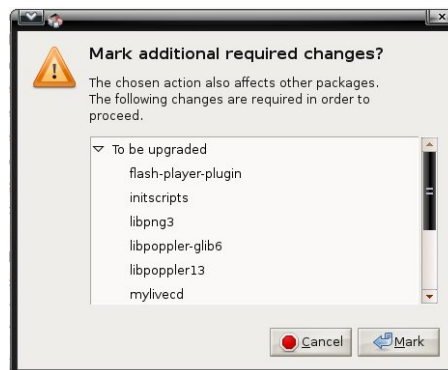 Mark additional required changes?
The chosen action also affects other packages.
The following changes are required in order to
proceed.
To be upgraded
flash-player-plugin
initscripts
libpng3
libpoppler-glib6
libpoppler13
mylivecd
Cancel
Mark